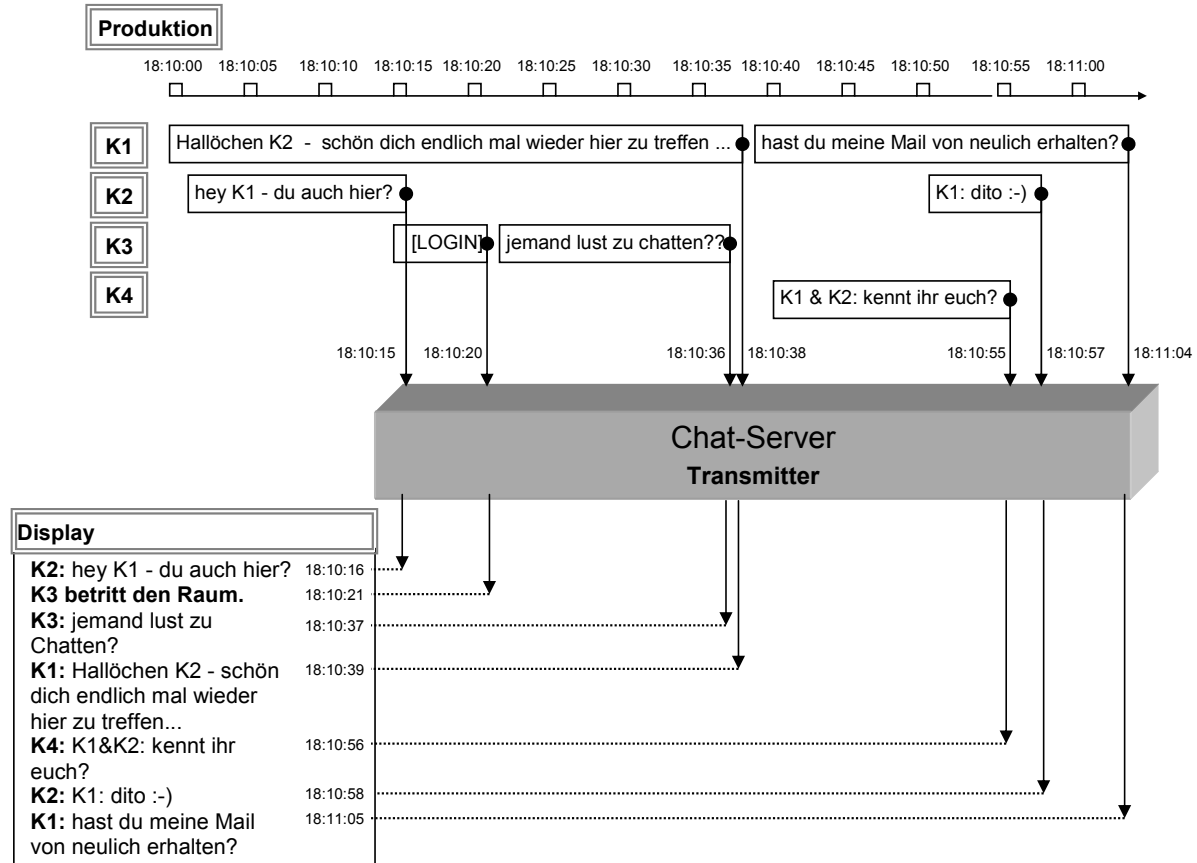 Produktion
18:10:00 18:10:05 18:10:10 18:10:15 18:10:20 18:10:25 18:10:30 18:10:35 18:10:40 18:10:45 18:10:50 18:10:55 18:11:00
K1 Hallöchen K2 - schön dich endlich mal wieder hier zu treffen ... hast du meine Mail von neulich erhalten?
K2 hey K1 - du auch hier? K1: dito :-)
K3 [LOGIN] jemand lust zu chatten??
K4 K1 & K2: kennt ihr euch?
18:10:15 18:10:20 18:10:36 18:10:38 18:10:55 18:10:57 18:11:04
Chat-Server
Transmitter
Display
K2: hey K1 - du auch hier? 18:10:16
K3 betritt den Raum. 18:10:21
K3: jemand lust zu 18:10:37
Chatten?
K1: Hallöchen K2 - schön 18:10:39
dich endlich mal wieder
hier zu treffen...
K4: K1&K2: kennt ihr 18:10:56
euch?
K2: K1: dito :-) 18:10:58
K1: hast du meine Mail 18:11:05
von neulich erhalten?